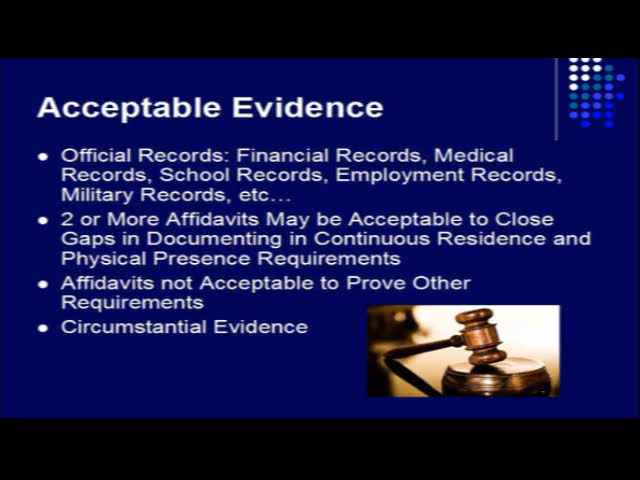 Acceptable Evidence
● Official Records: Financial Records, Medical
Records, School Records, Employment Records,
Military Records, etc...
● 2 or More Affidavits May be Acceptable to Close
Gaps in Documenting in Continuous Residence and
Physical Presence Requirements
● Affidavits not Acceptable to Prove Other
Requirements
● Circumstantial Evidence